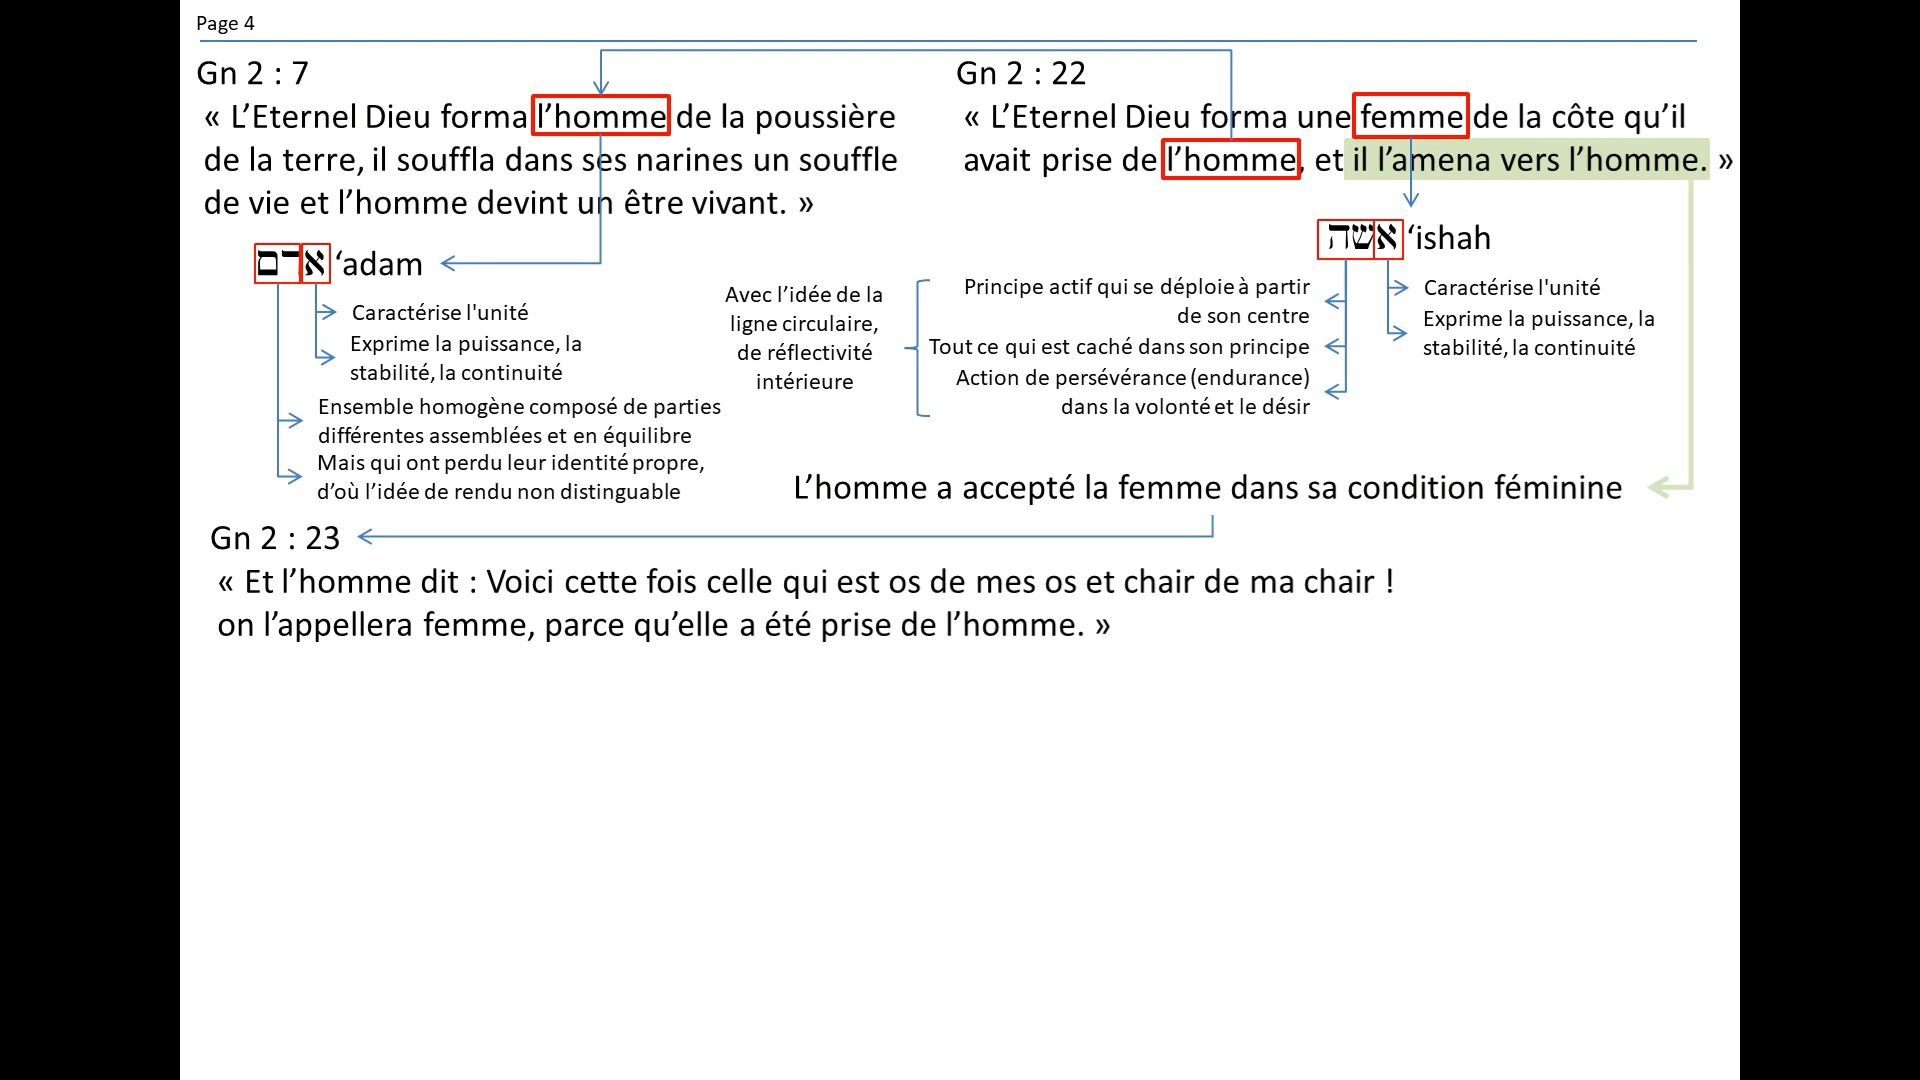 Page 4
Gn 2 : 7
« L’Eternel Dieu forma l’homme de la poussière
de la terre, il souffla dans ses narines un souffle
de vie et l’homme devint un être vivant. »
אדם ‘adam
Caractérise l'unité
Exprime la puissance, la
stabilité, la continuité
Ensemble homogène composé de parties
différentes assemblées et en équilibre
Mais qui ont perdu leur identité propre,
d’où l’idée de rendu non distinguable
Gn 2 : 22
« L’Eternel Dieu forma une femme de la côte qu’il
avait prise de l’homme, et il l’amena vers l’homme. »
אשה ‘ishah
Caractérise l'unité
Exprime la puissance, la
stabilité, la continuité
Principe actif qui se déploie à partir
de son centre
Tout ce qui est caché dans son principe
Action de persévérance (endurance)
dans la volonté et le désir
Avec l’idée de la
ligne circulaire,
de réflectivité
intérieure
L’homme a accepté la femme dans sa condition féminine
Gn 2 : 23
« Et l’homme dit : Voici cette fois celle qui est os de mes os et chair de ma chair !
on l’appellera femme, parce qu’elle a été prise de l’homme. »